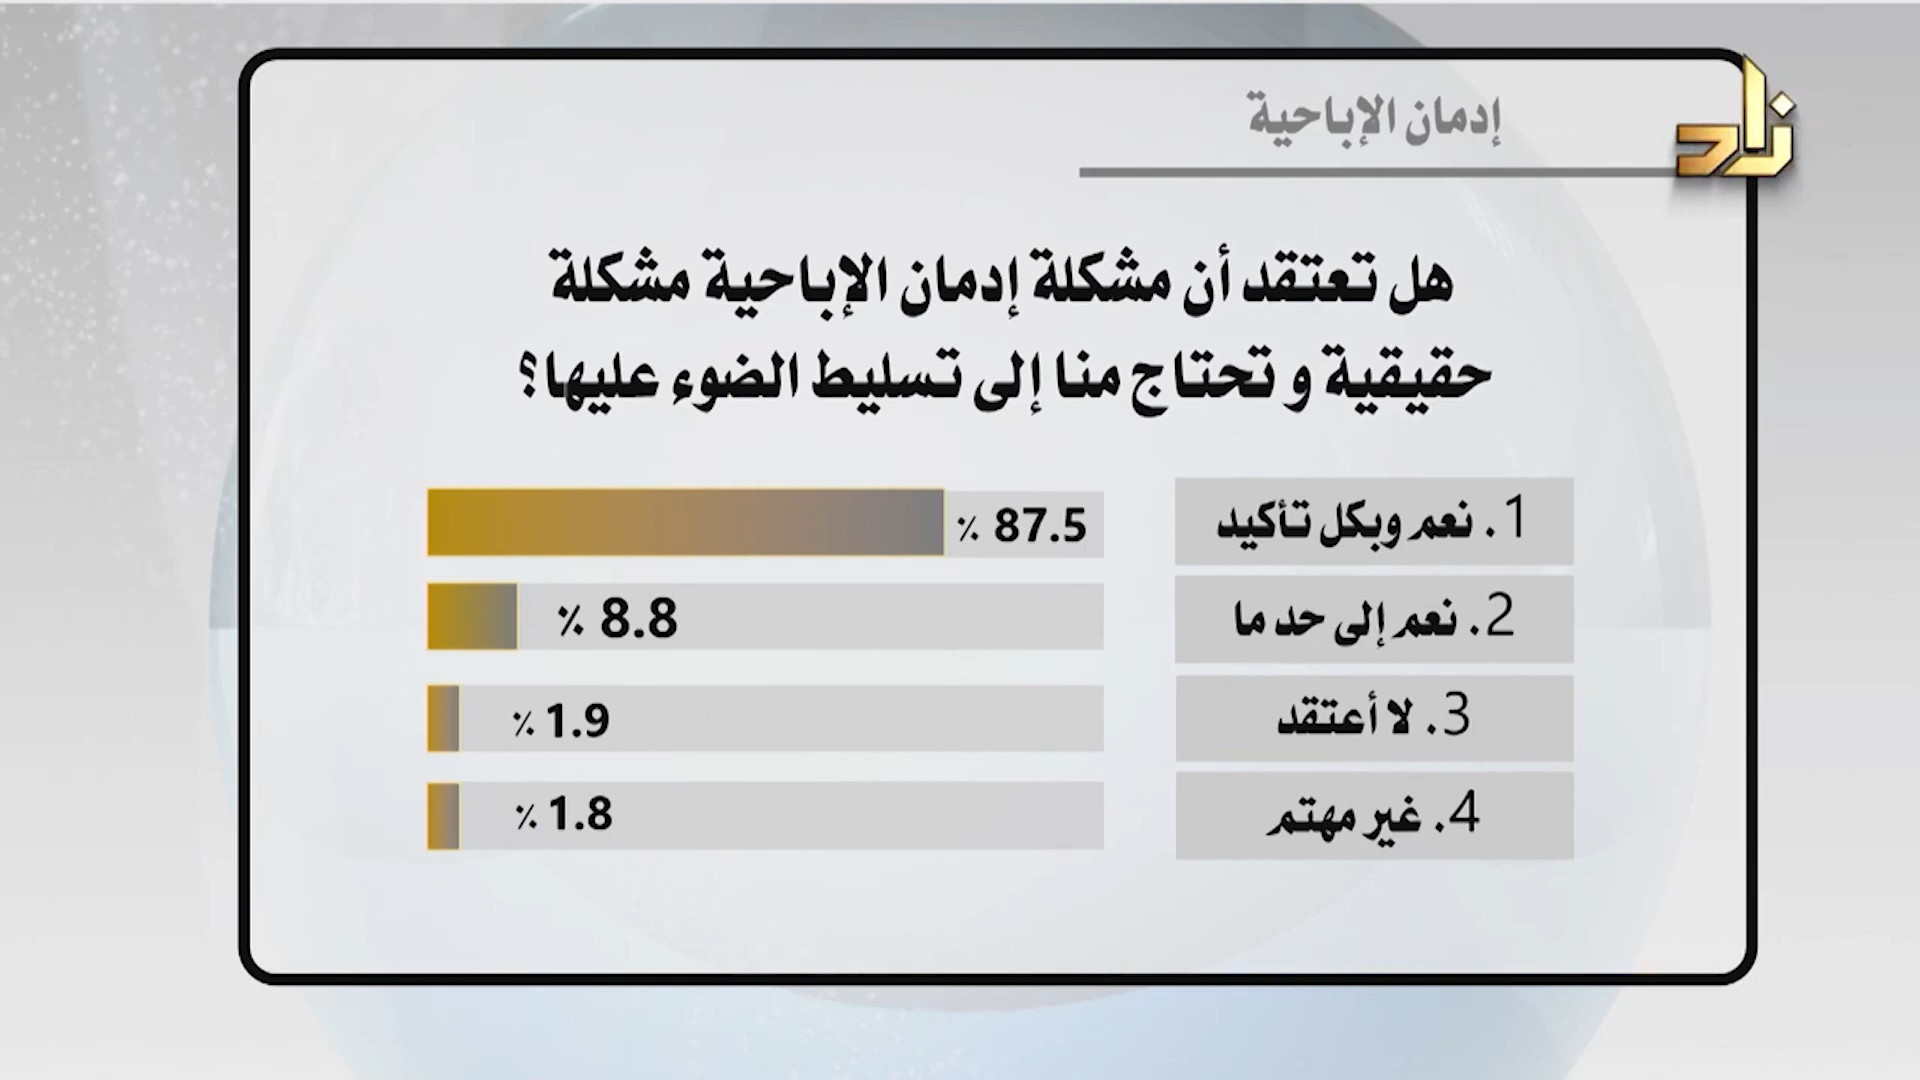 زاد
إدمان الإباحية
هل تعتقد أن مشكلة إدمان الإباحية مشكلة
حقيقية و تحتاج منا إلى تسليط الضوء عليها؟
1. نعم وبكل تأكيد
87.5 ٪
2. نعم إلى حد ما
8.8 ٪
3. لا أعتقد
1.9 ٪
4. غير مهتم
1.8 ٪